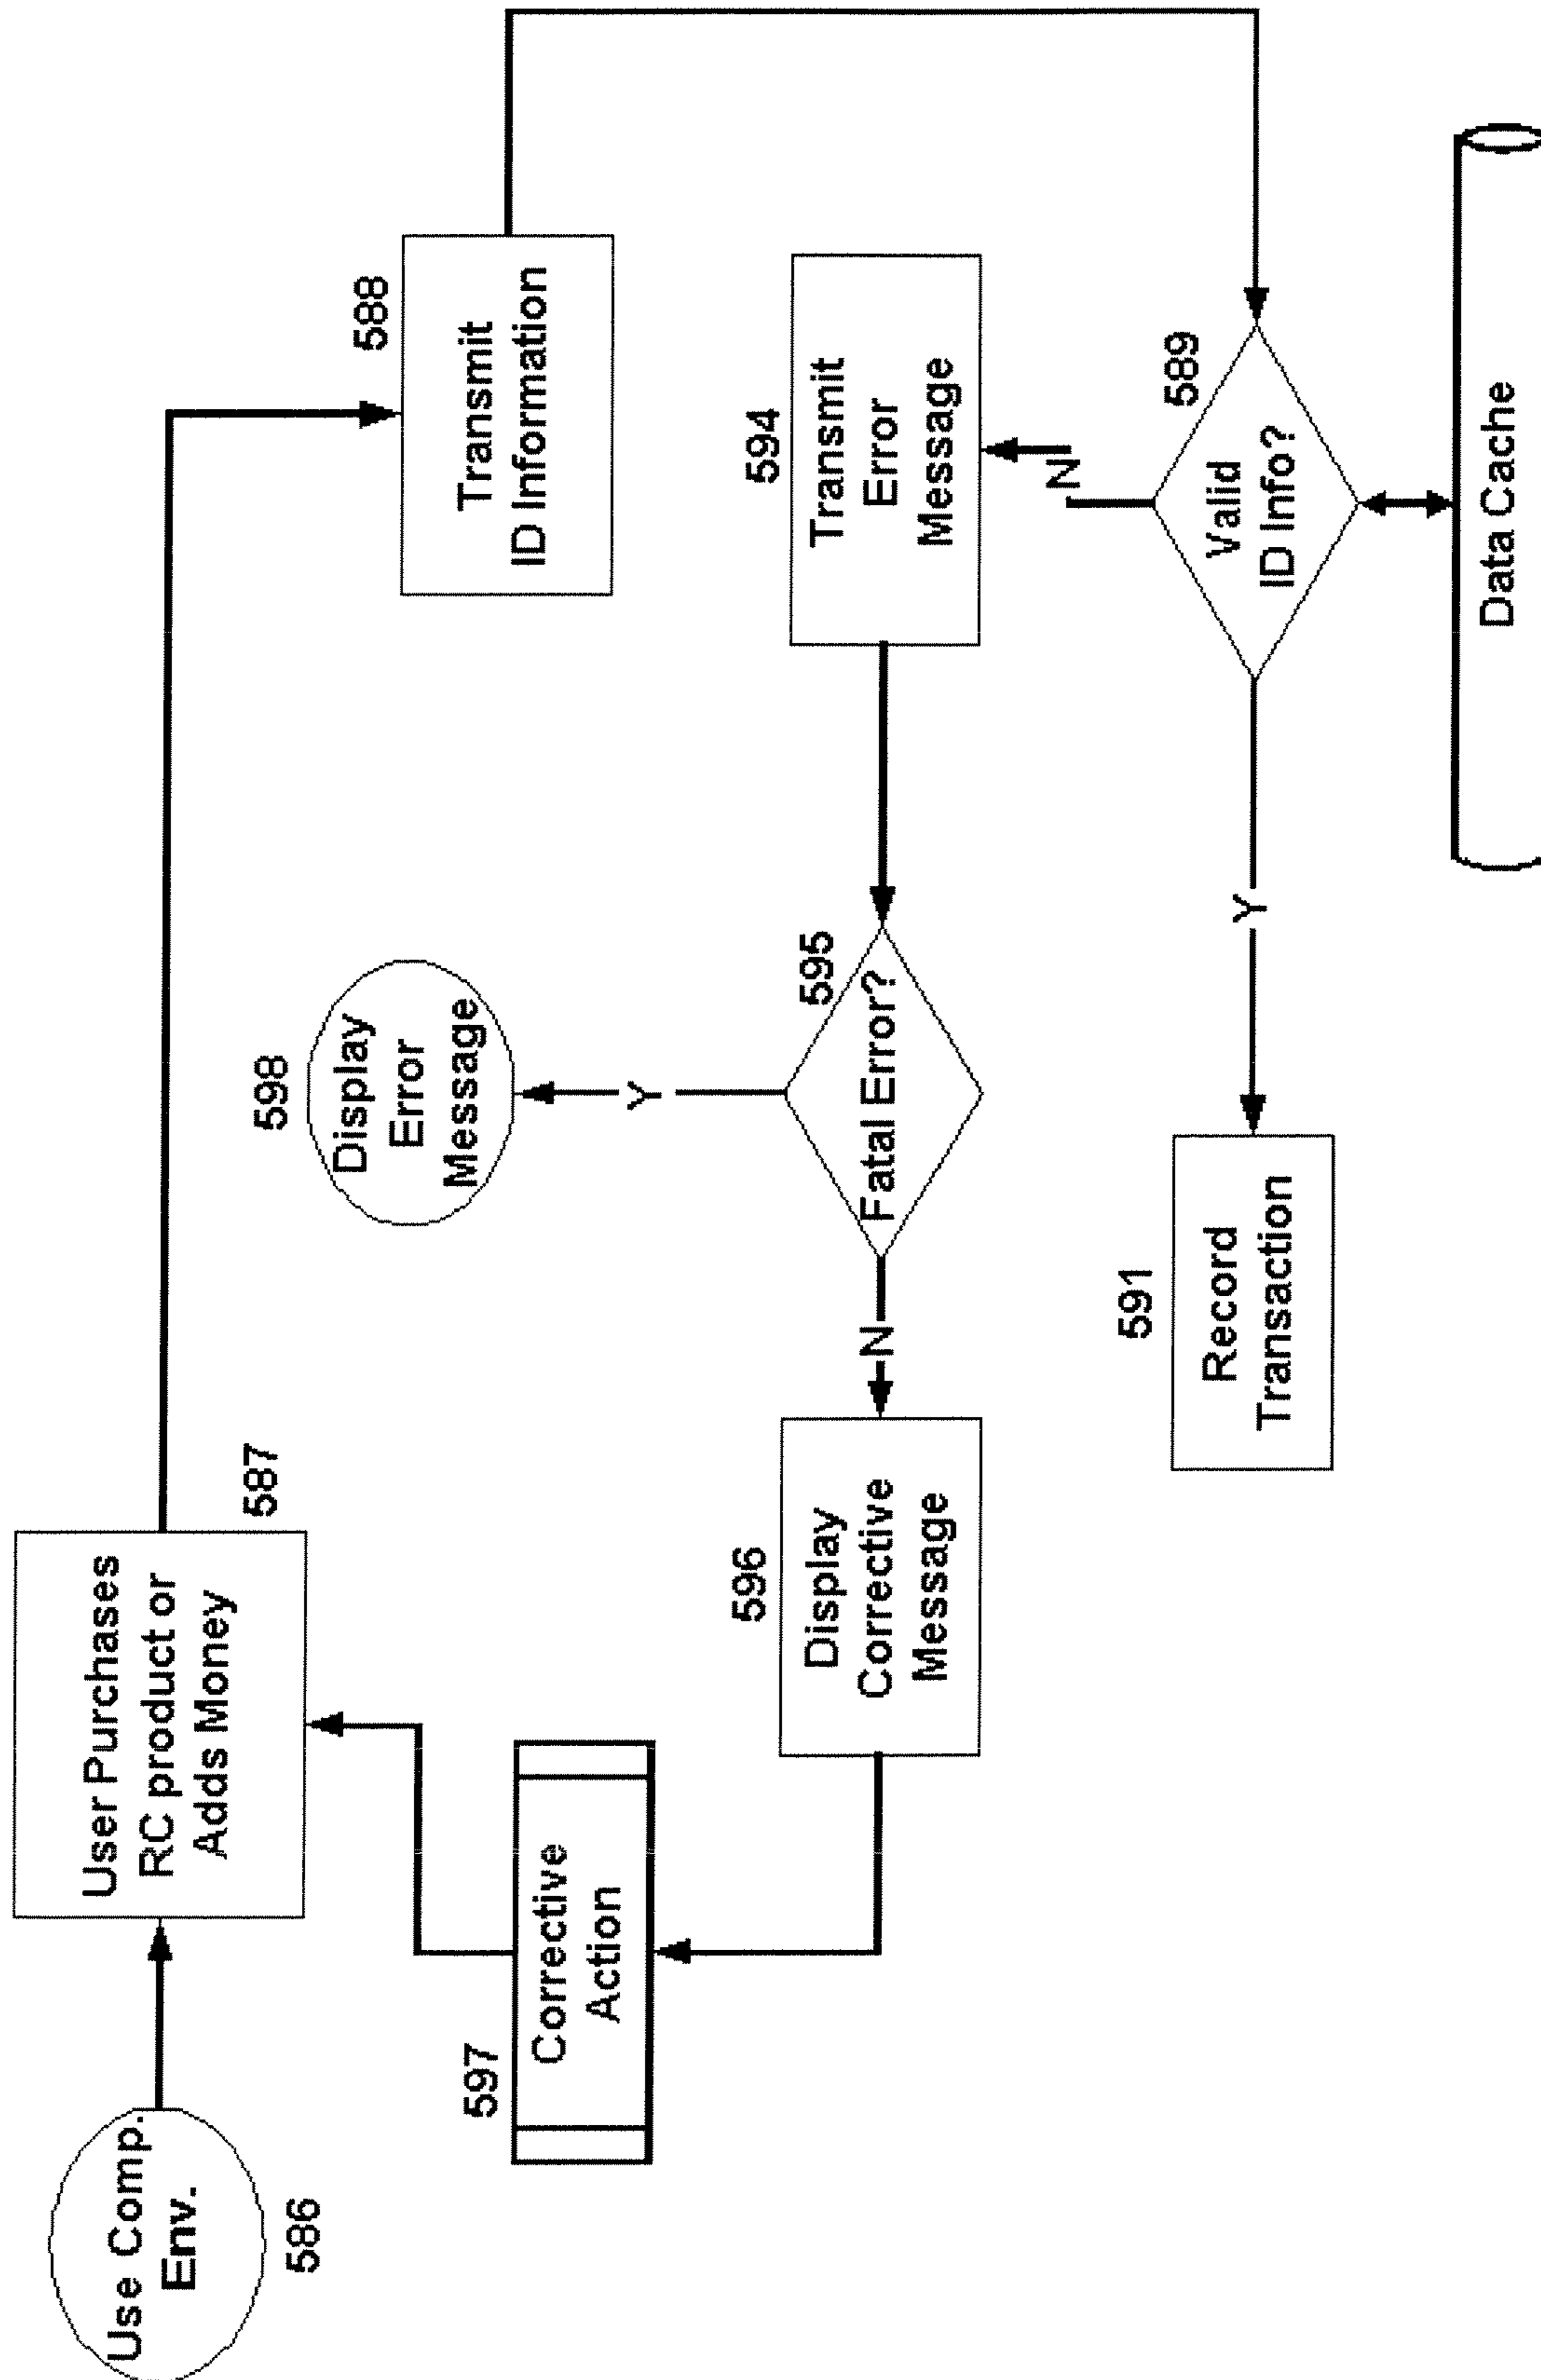 Use Comp.
Env.
586
User Purchases
RC product or
Adds Money
587
Transmit
ID Information
588
Valid
ID Info?
589
N
Y
Data Cache
Transmit
Error
Message
594
Fatal Error?
595
Y
N
Display
Error
Message
598
Display
Corrective
Message
596
Corrective
Action
597
Record
Transaction
591